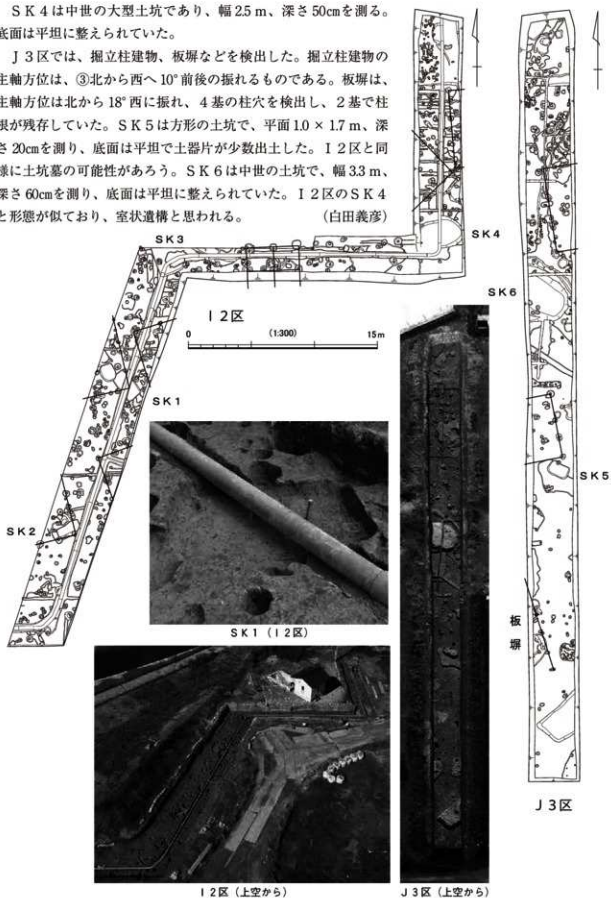 SK4は中世の大型土坑であり、幅2.5m、深さ50cmを測る。
底面は平坦に整えられていた。
　J3区では、掘立柱建物、板塀などを検出した。掘立柱建物の
主軸方位は、③北から西へ10°前後の振れるものである。板塀は、
主軸方位は北から18°西に振れ、4基の柱穴を検出し、2基で柱
根が残存していた。SK5は方形の土坑で、平面1.0×1.7m、深
さ20cmを測り、底面は平坦で土器片が少数出土した。I2区と同
様に土坑墓の可能性があろう。SK6は中世の土坑で、幅3.3m、
深さ60cmを測り、底面は平坦に整えられていた。I2区のSK4
と形態が似ており、室状遺構と思われる。　（白田義彦）
SK3
SK4
I2区
0 (1:300) 15m
SK1
SK2
SK1（I2区）
I2区（上空から）
J3区（上空から）
SK6
SK5
板塀
J3区